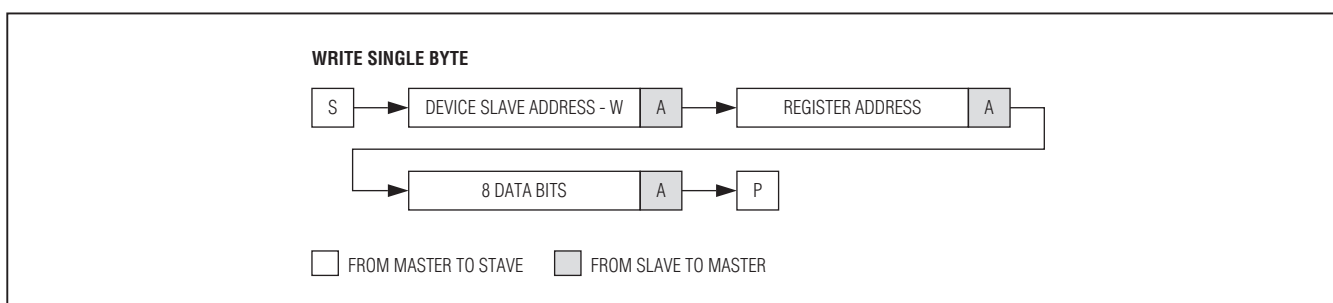 WRITE SINGLE BYTE
S DEVICE SLAVE ADDRESS - W A REGISTER ADDRESS A
8 DATA BITS A P
FROM MASTER TO STAVE FROM SLAVE TO MASTER